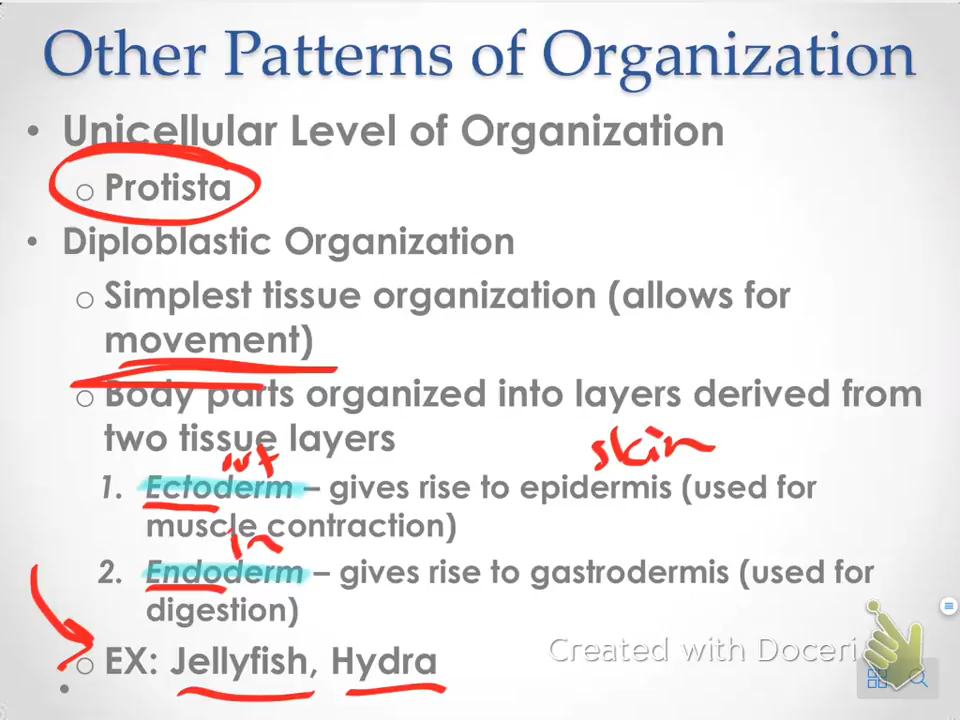 Other Patterns of Organization
• Unicellular Level of Organization
o Protista
• Diploblastic Organization
o Simplest tissue organization (allows for
movement)
o Body parts organized into layers derived from
two tissue layers
out
skin
1. Ectoderm – gives rise to epidermis (used for
muscle contraction)
in
2. Endoderm – gives rise to gastrodermis (used for
digestion)
o EX: Jellyfish, Hydra
Created with Doceri